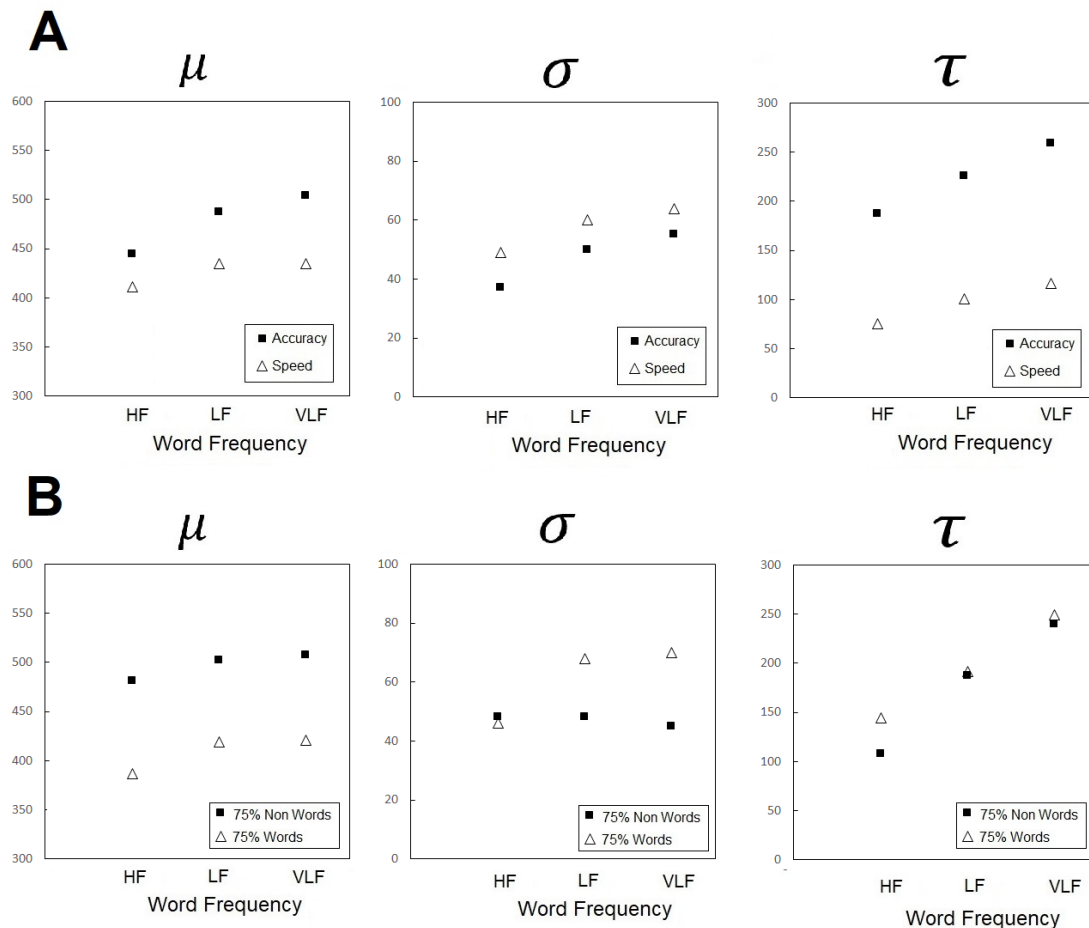 A
μ
σ
τ
600
550
500
450
400
350
300
Accuracy
Speed
HF LF VLF
Word Frequency
100
80
60
40
20
0
Accuracy
Speed
HF LF VLF
Word Frequency
300
250
200
150
100
50
0
Accuracy
Speed
HF LF VLF
Word Frequency
B
μ
σ
τ
600
550
500
450
400
350
300
75% Non Words
75% Words
HF LF VLF
Word Frequency
100
80
60
40
20
0
75% Non Words
75% Words
HF LF VLF
Word Frequency
300
250
200
150
100
50
0
-
75% Non Words
75% Words
HF LF VLF
Word Frequency